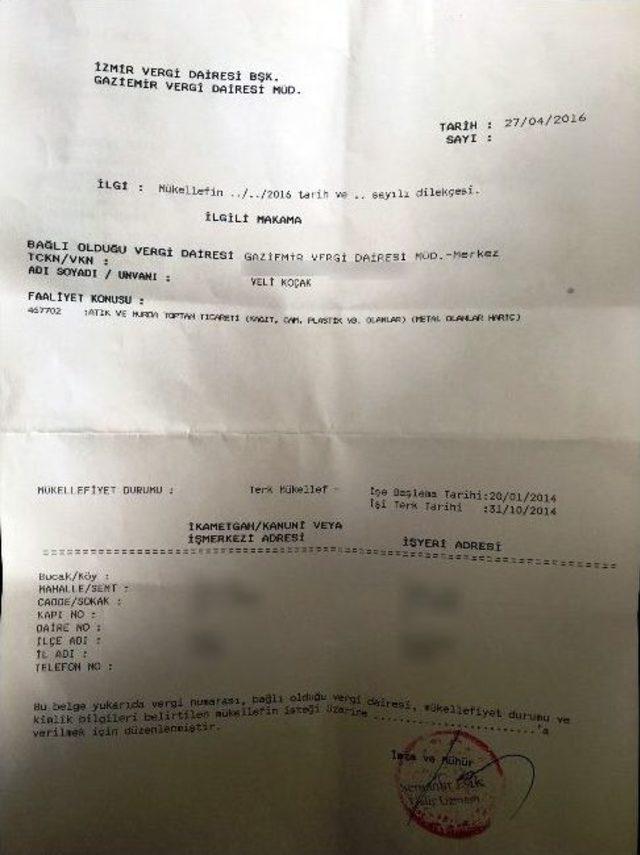 İZMİR VERGİ DAİRESİ BŞK.
GAZİEMİR VERGİ DAİRESİ MÜD.
TARİH : 27/04/2016
SAYI :
İLGİ : Mükellefin ../../2016 tarih ve .. sayılı dilekçesi.
İLGİLİ MAKAMA
BAĞLI OLDUĞU VERGİ DAİRESİ GAZİEMİR VERGİ DAİRESİ MÜD.-Merkez
TCKN/VKN :
ADI SOYADI / UNVANI : VELİ KOÇAK
FAALİYET KONUSU :
467702 :ATIK VE HURDA TOPTAN TİCARETİ (KAĞIT, CAM, PLASTİK VB. OLANLAR) (METAL OLANLAR HARİÇ)
MÜKELLEFİYET DURUMU : Terk Mükellef - İşe Başlama Tarihi:20/01/2014
İşi Terk Tarihi :31/10/2014
İKAMETGAH/KANUNİ VEYA
İŞMERKEZİ ADRESİ İŞYERİ ADRESİ
Bucak/Köy :
MAHALLE/SEMT :
CADDE/SOKAK :
KAPI NO :
DAİRE NO :
İLÇE ADI :
İL ADI :
TELEFON NO :
Bu belge yukarıda vergi numarası, bağlı olduğu vergi dairesi, mükellefiyet durumu ve
kimlik bilgileri belirtilen mükellefin isteği üzerine ........................'a
verilmek için düzenlenmiştir.
İmza ve Mühür